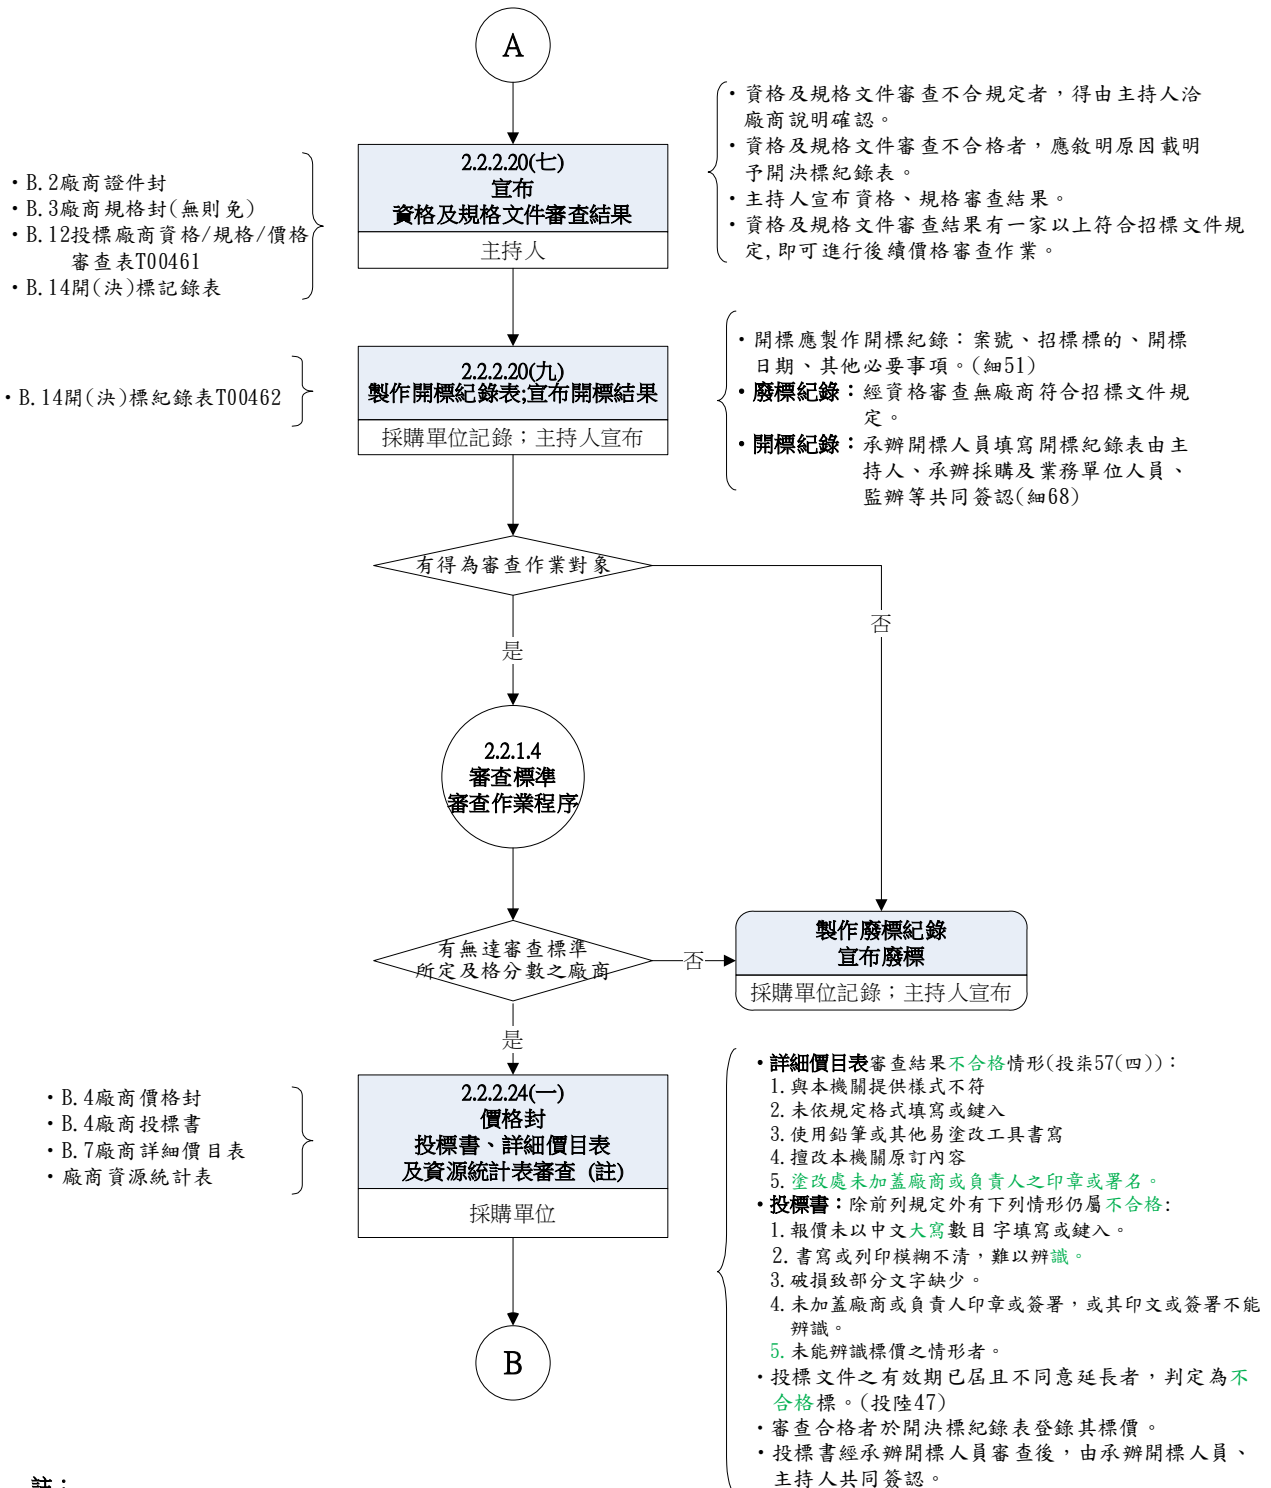 A
・資格及規格文件審查不合規定者，得由主持人洽
廠商說明確認。
・資格及規格文件審查不合格者，應敘明原因載明
予開決標紀錄表。
・主持人宣布資格、規格審查結果。
・資格及規格文件審查結果有一家以上符合招標文件規
定,即可進行後續價格審查作業。
2.2.2.20(七)
宣布
資格及規格文件審查結果
主持人
・B.2廠商證件封
・B.3廠商規格封(無則免)
・B.12投標廠商資格/規格/價格
審查表T00461
・B.14開(決)標記錄表
・開標應製作開標紀錄：案號、招標標的、開標
日期、其他必要事項。(細51)
・廢標紀錄：經資格審查無廠商符合招標文件規
定。
・開標紀錄：承辦開標人員填寫開標紀錄表由主
持人、承辦採購及業務單位人員、
監辦等共同簽認(細68)
2.2.2.20(九)
製作開標紀錄表;宣布開標結果
採購單位記錄；主持人宣布
・B.14開(決)標紀錄表T00462
有得為審查作業對象
否
是
2.2.1.4
審查標準
審查作業程序
有無達審查標準
所定及格分數之廠商
否
製作廢標紀錄
宣布廢標
採購單位記錄；主持人宣布
是
2.2.2.24(一)
價格封
投標書、詳細價目表
及資源統計表審查 (註)
採購單位
・B.4廠商價格封
・B.4廠商投標書
・B.7廠商詳細價目表
・廠商資源統計表
・詳細價目表審查結果不合格情形(投柒57(四))：
1.與本機關提供樣式不符
2.未依規定格式填寫或鍵入
3.使用鉛筆或其他易塗改工具書寫
4.擅改本機關原訂內容
5.塗改處未加蓋廠商或負責人之印章或署名。
・投標書：除前列規定外有下列情形仍屬不合格:
1.報價未以中文大寫數目字填寫或鍵入。
2.書寫或列印模糊不清，難以辨識。
3.破損致部分文字缺少。
4.未加蓋廠商或負責人印章或簽署，或其印文或簽署不能
辨識。
5.未能辨識標價之情形者。
・投標文件之有效期已屆且不同意延長者，判定為不
合格標。(投陸47)
・審查合格者於開決標紀錄表登錄其標價。
・投標書經承辦開標人員審查後，由承辦開標人員、
主持人共同簽認。
B
註：